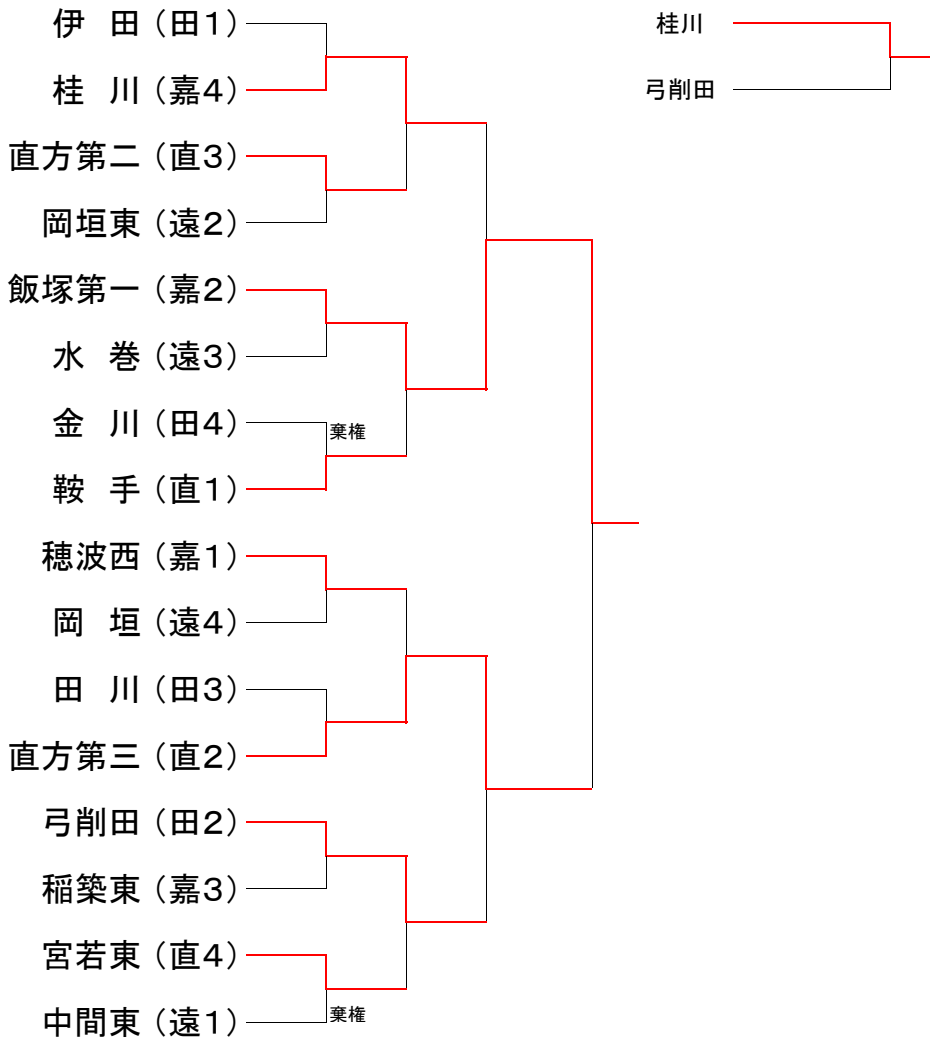 伊 田（田1）
桂 川（嘉4）
直方第二（直3）
岡垣東（遠2）
飯塚第一（嘉2）
水 巻（遠3）
金 川（田4）
棄権
鞍 手（直1）
穂波西（嘉1）
岡 垣（遠4）
田 川（田3）
直方第三（直2）
弓削田（田2）
稲築東（嘉3）
宮若東（直4）
棄権
中間東（遠1）
桂川
弓削田